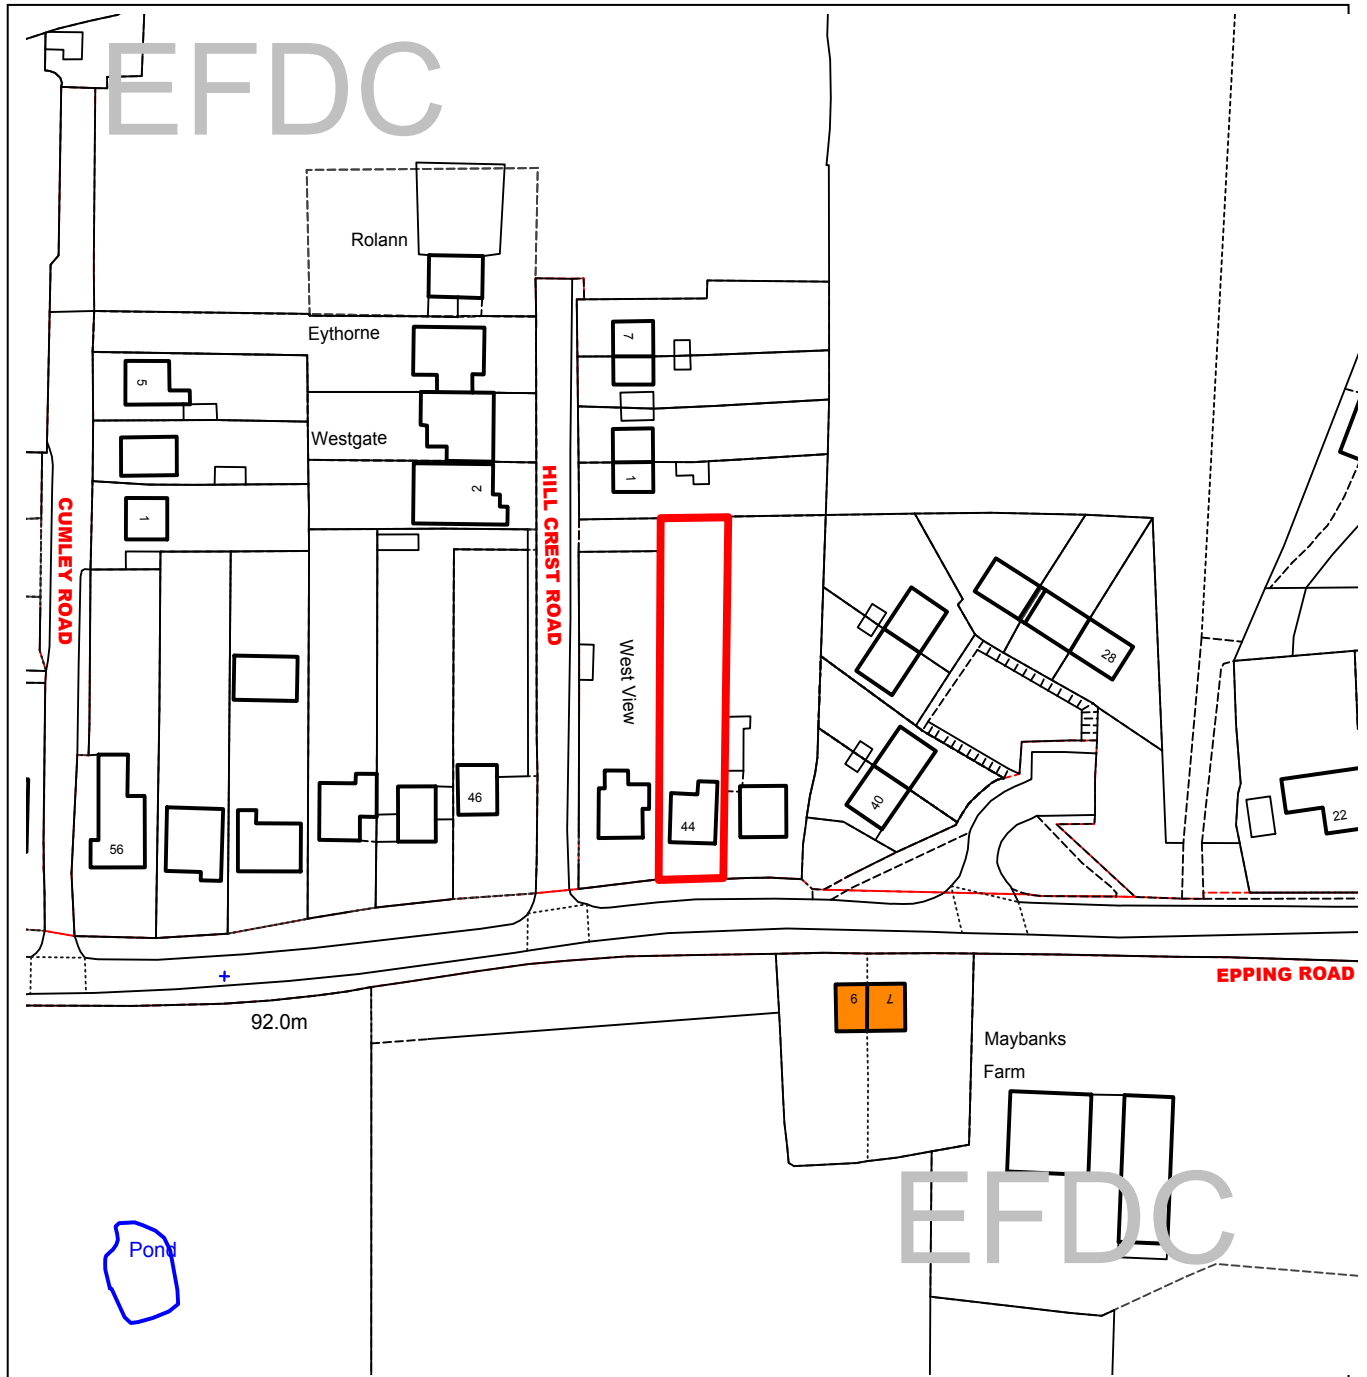 EFDC
Rolann
Eythorne
7
5
Westgate
1
2
1
CUMLEY ROAD
HILL CREST ROAD
West View
28
46
40
44
22
56
EPPING ROAD
9
7
92.0m
Maybanks
Farm
EFDC
Pond